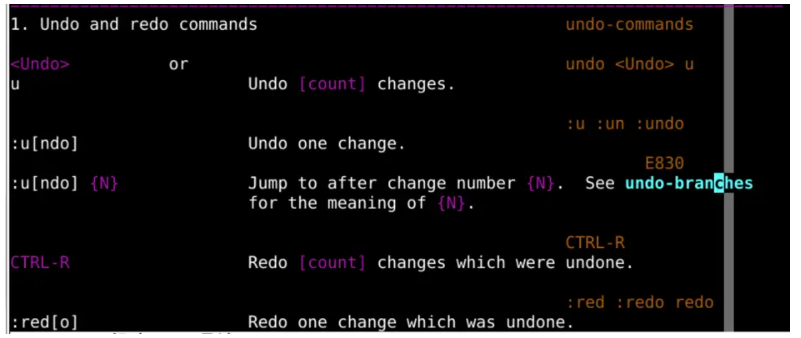 1. Undo and redo commands undo-commands
<Undo> or undo <Undo> u
u Undo [count] changes.
:u :un :undo
:u[ndo] Undo one change.
E830
:u[ndo] {N} Jump to after change number {N}. See undo-branches
for the meaning of {N}.
CTRL-R
CTRL-R Redo [count] changes which were undone.
:red :redo redo
:red[o] Redo one change which was undone.